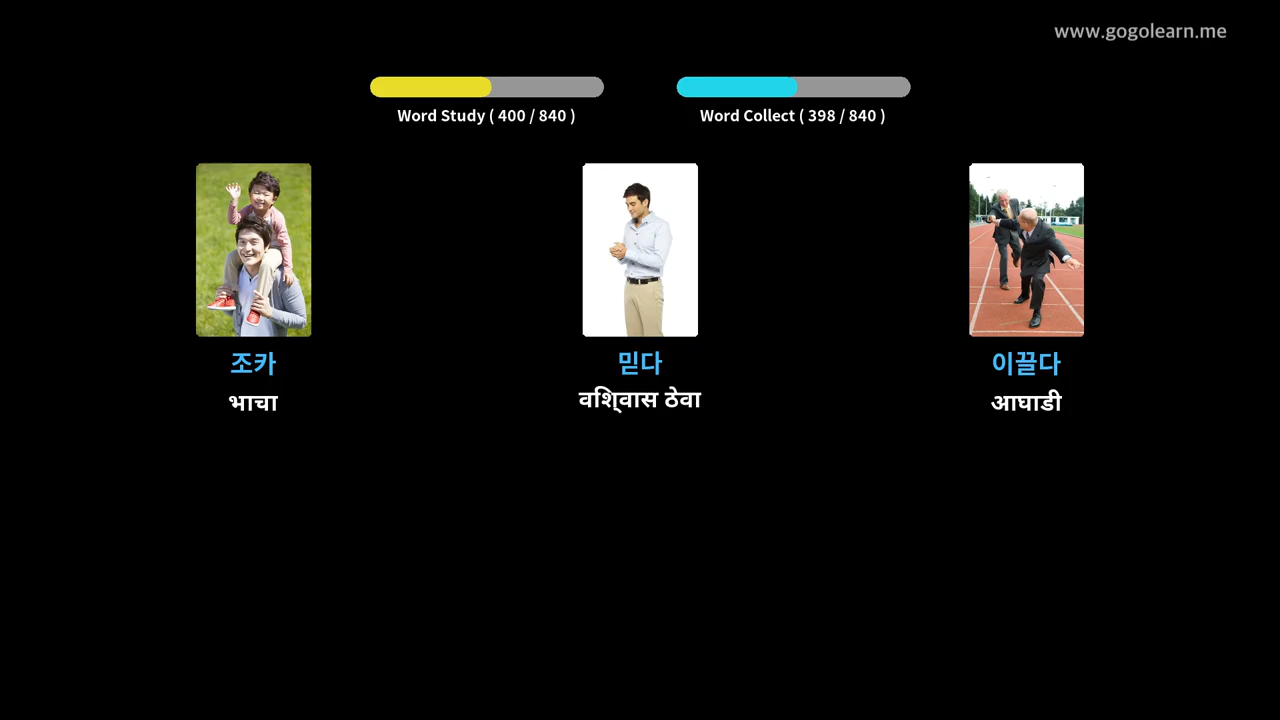 www.gogolearn.me
Word Study ( 400 / 840 )
Word Collect ( 398 / 840 )
조카
믿다
이끌다
भाचा
विश्वास ठेवा
आघाडी